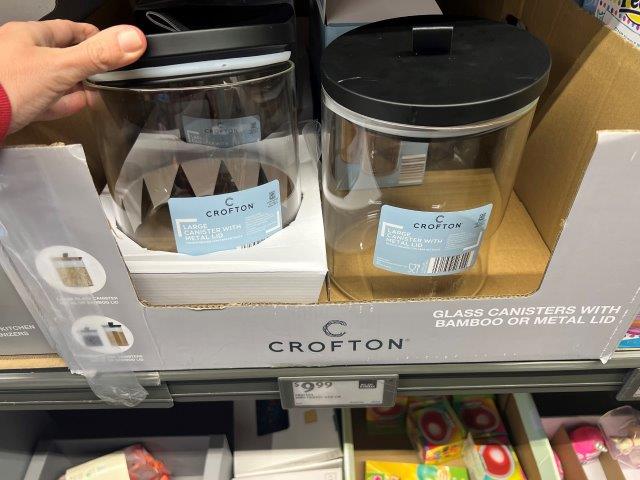 CROFTON
CROFTON
LARGE
CANISTER WITH
METAL LID
CROFTON
LARGE
CANISTER WITH
METAL LID
GLASS CANISTERS WITH
BAMBOO OR METAL LID
CROFTON
KITCHEN
$9.99